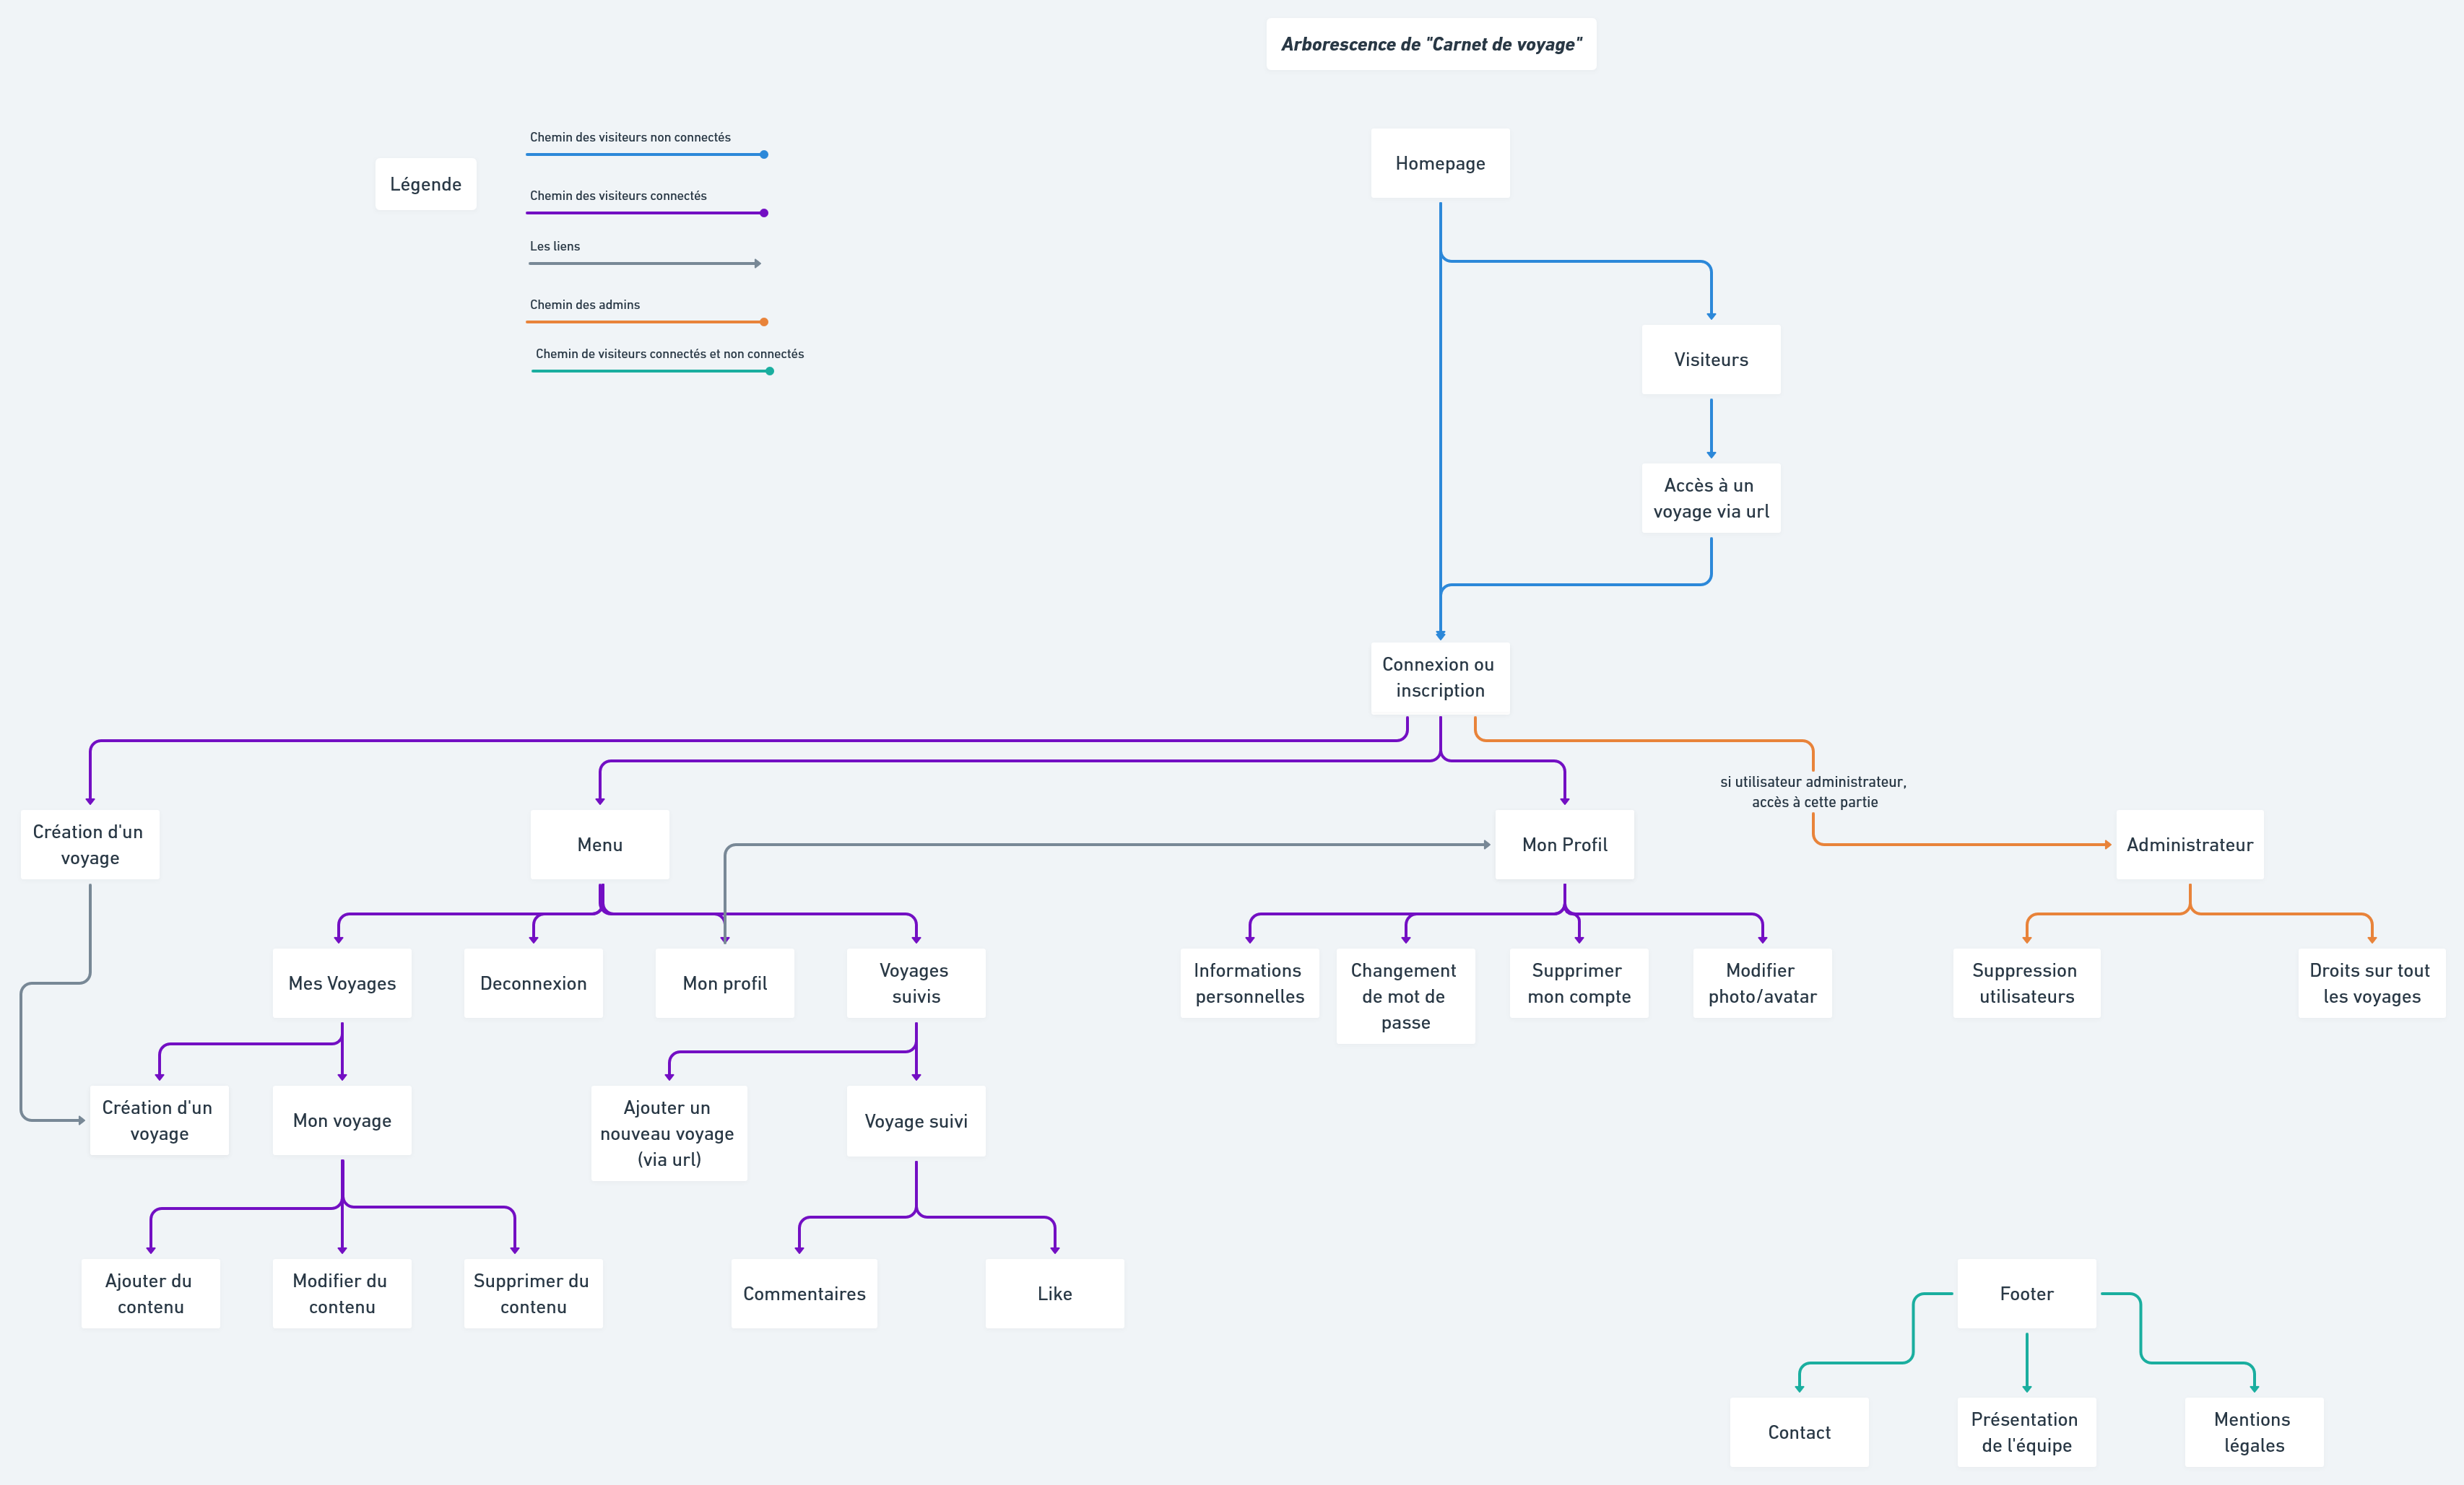 Arborescence de "Carnet de voyage"
Légende
Chemin des visiteurs non connectés
Chemin des visiteurs connectés
Les liens
Chemin des admins
Chemin de visiteurs connectés et non connectés
Homepage
Visiteurs
Accès à un
voyage via url
Connexion ou
inscription
si utilisateur administrateur,
accès à cette partie
Création d'un
voyage
Menu
Mon Profil
Administrateur
Mes Voyages
Deconnexion
Mon profil
Voyages
suivis
Informations
personnelles
Changement
de mot de
passe
Supprimer
mon compte
Modifier
photo/avatar
Suppression
utilisateurs
Droits sur tout
les voyages
Création d'un
voyage
Mon voyage
Ajouter un
nouveau voyage
(via url)
Voyage suivi
Ajouter du
contenu
Modifier du
contenu
Supprimer du
contenu
Commentaires
Like
Footer
Contact
Présentation
de l'équipe
Mentions
légales